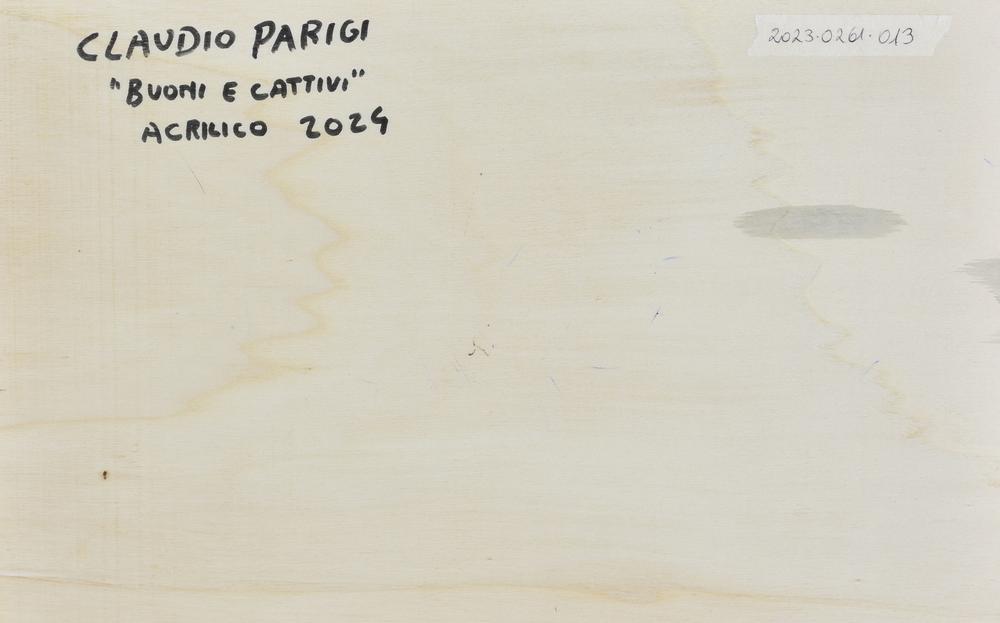 CLAUDIO PARIGI
"BUONI E CATTIVI"
ACRILICO 2024
2023.0261.013